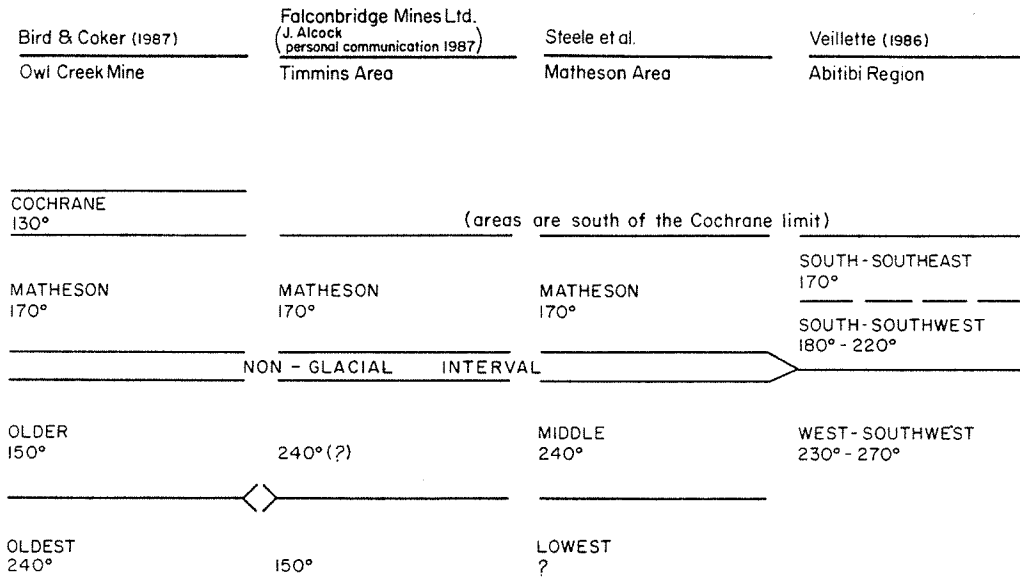 Bird & Coker (1987)
Owl Creek Mine
Falconbridge Mines Ltd.
(J. Alcock
personal communication 1987)
Timmins Area
Steele et al.
Matheson Area
Veillette (1986)
Abitibi Region
COCHRANE
130°
(areas are south of the Cochrane limit)
MATHESON
170°
MATHESON
170°
MATHESON
170°
SOUTH-SOUTHEAST
170°
SOUTH-SOUTHWEST
180°-220°
NON-GLACIAL INTERVAL
OLDER
150°
240°(?)
MIDDLE
240°
WEST-SOUTHWEST
230°-270°
OLDEST
240°
150°
LOWEST
?